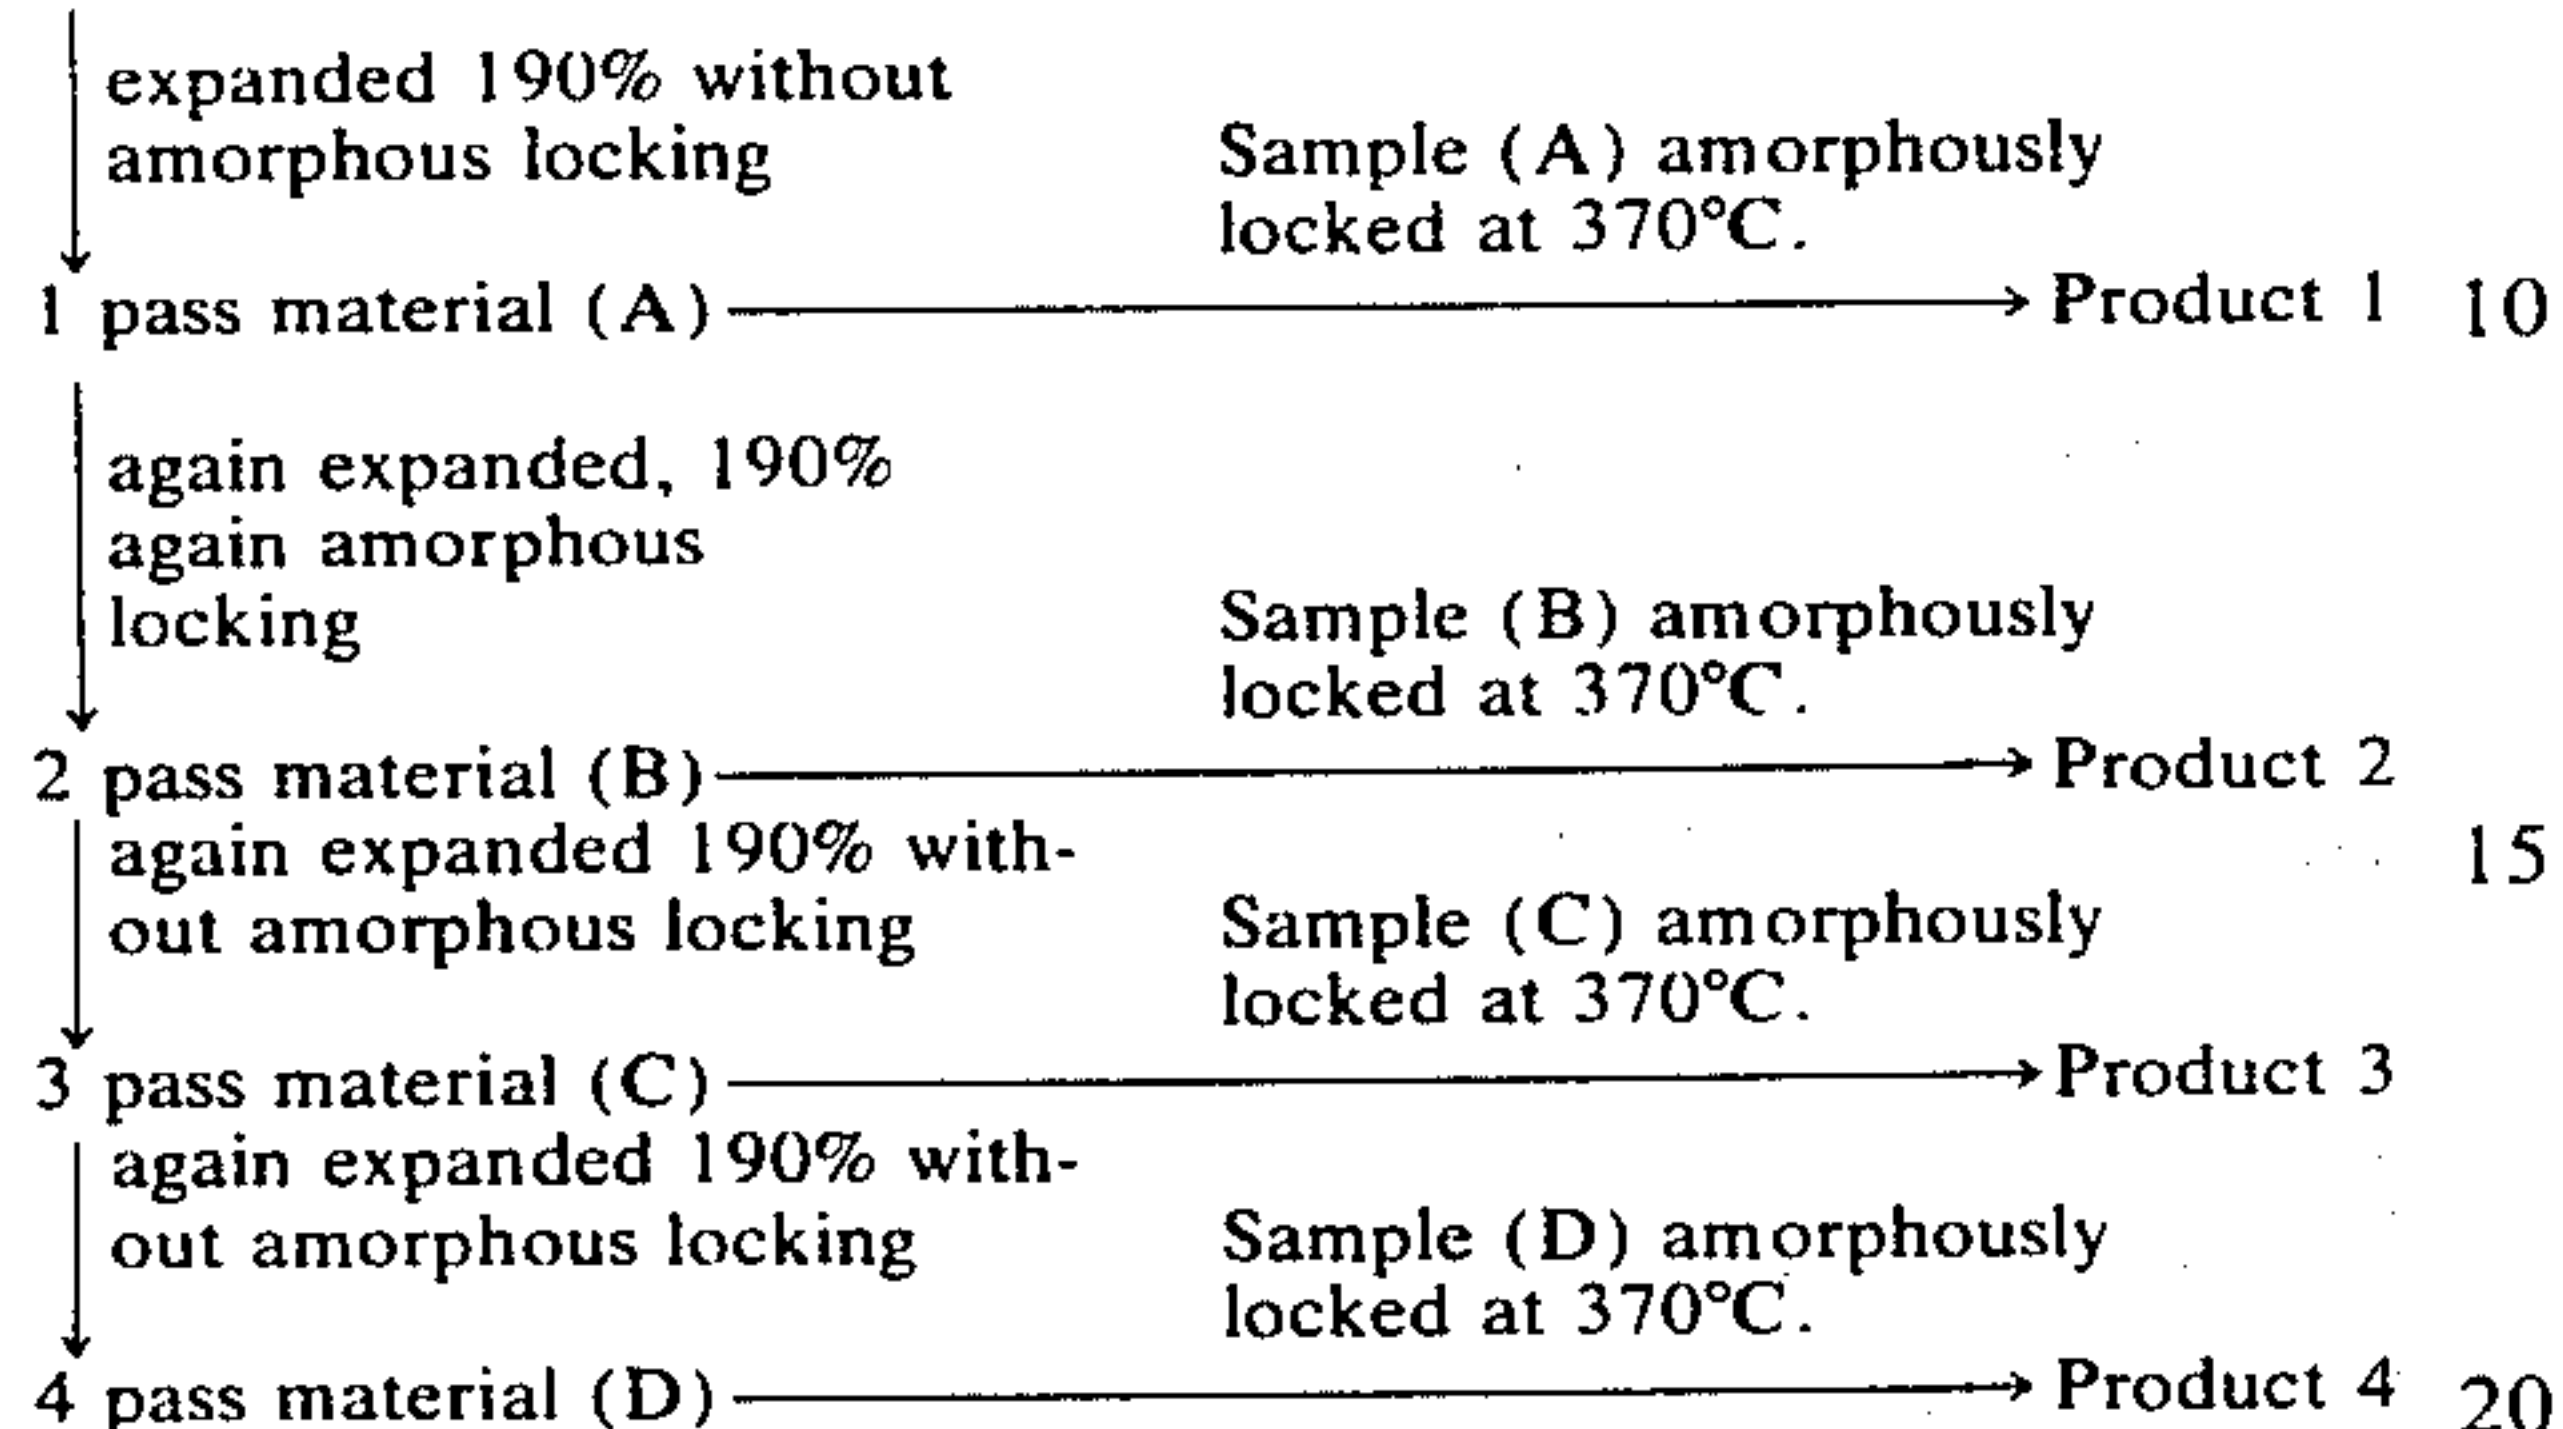 expanded 190% without
amorphous locking
Sample (A) amorphously
locked at 370°C.
1 pass material (A) Product 1 10
again expanded, 190%
again amorphous
locking
Sample (B) amorphously
locked at 370°C.
2 pass material (B) Product 2
again expanded 190% with-
out amorphous locking
15
Sample (C) amorphously
locked at 370°C.
3 pass material (C) Product 3
again expanded 190% with-
out amorphous locking
Sample (D) amorphously
locked at 370°C.
4 pass material (D) Product 4 20